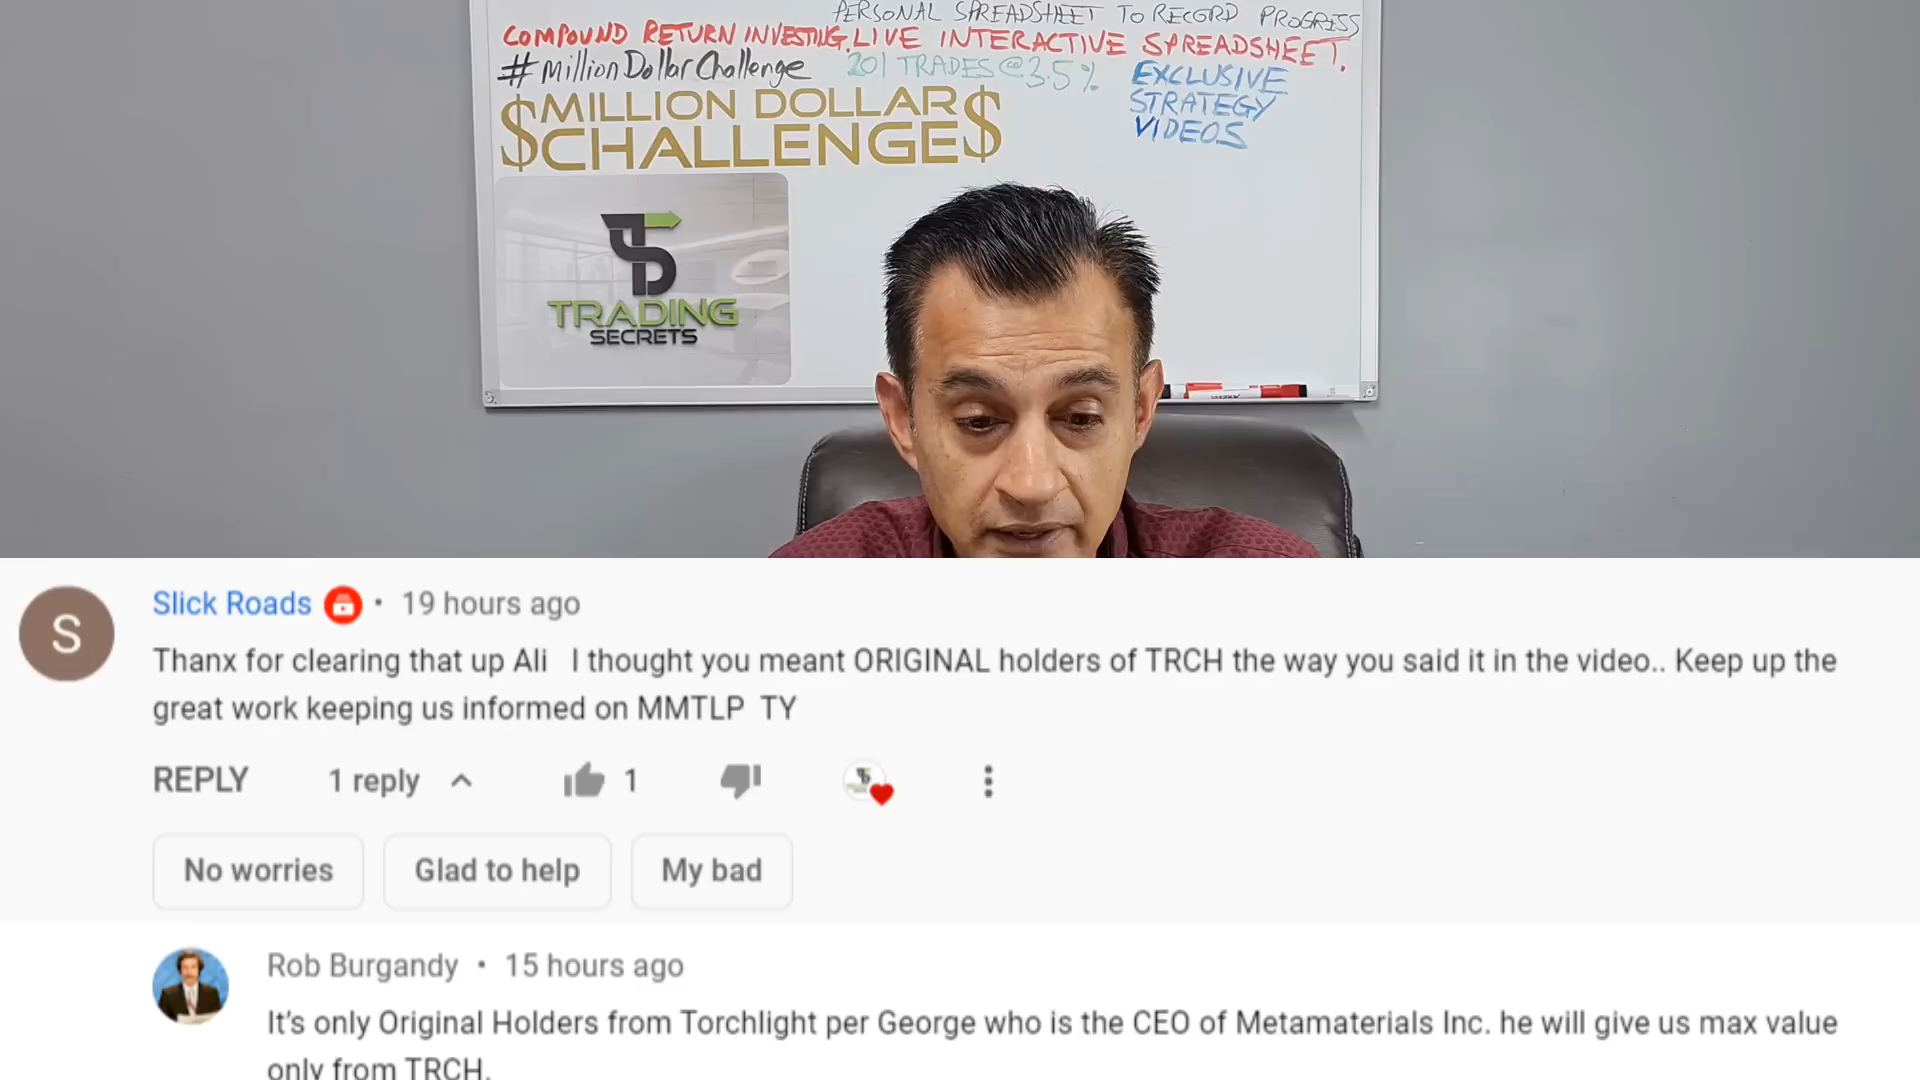 PERSONAL SPREADSHEET TO RECORD PROGRESS
COMPOUND RETURN INVESTING. LIVE INTERACTIVE SPREADSHEET.
#MillionDollarChallenge 201 TRADES @ 3.5% EXCLUSIVE
STRATEGY
VIDEOS
$MILLION DOLLAR$
CHALLENGE
TRADING
SECRETS
S
Slick Roads • 19 hours ago
Thanx for clearing that up Ali I thought you meant ORIGINAL holders of TRCH the way you said it in the video.. Keep up the
great work keeping us informed on MMTLP TY
REPLY 1 reply 1
No worries Glad to help My bad
Rob Burgandy • 15 hours ago
It's only Original Holders from Torchlight per George who is the CEO of Metamaterials Inc. he will give us max value
only from TRCH.